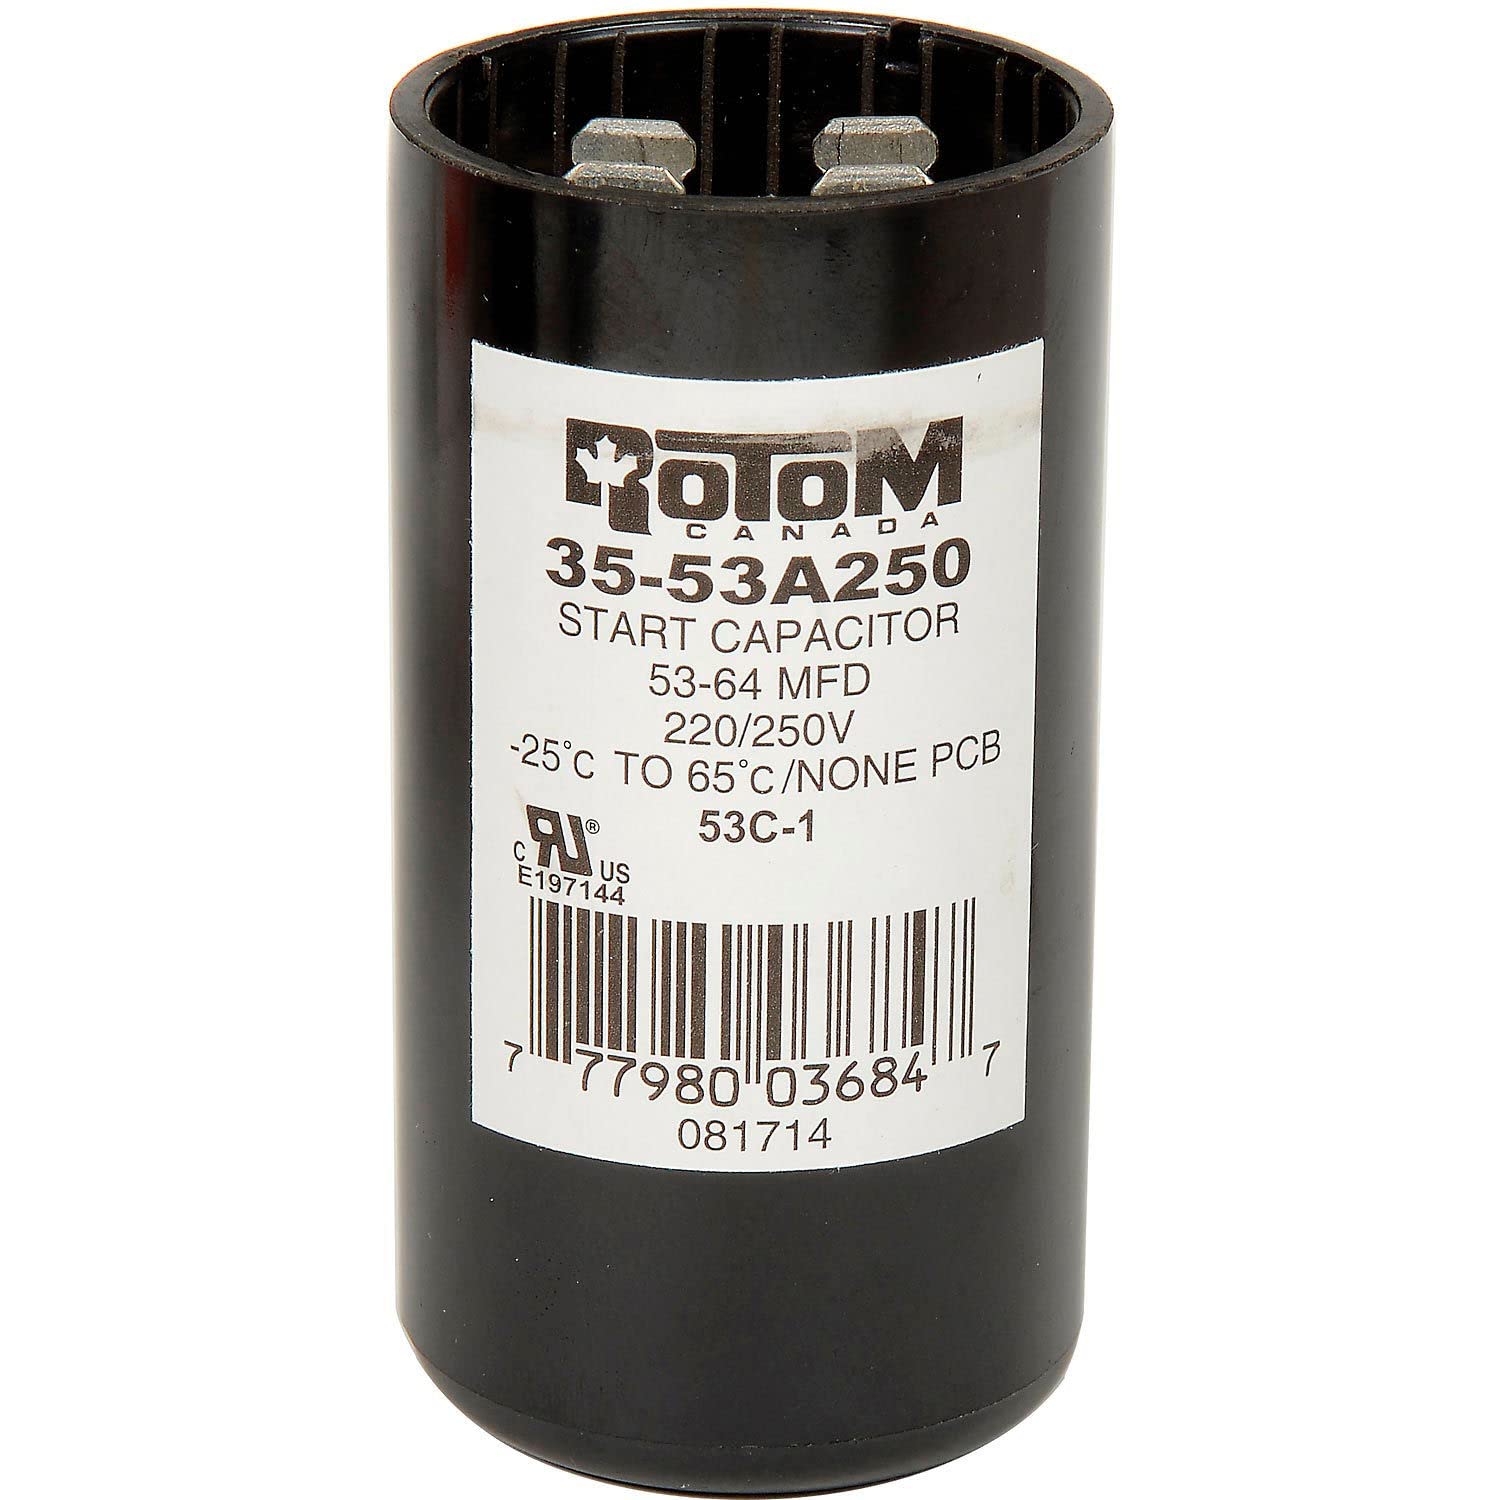 ROTOM
CANADA
35-53A250
START CAPACITOR
53-64 MFD
220/250V
-25°C TO 65°C/NONE PCB
53C-1
C RU® US
E197144
7 77980 03684 7
081714